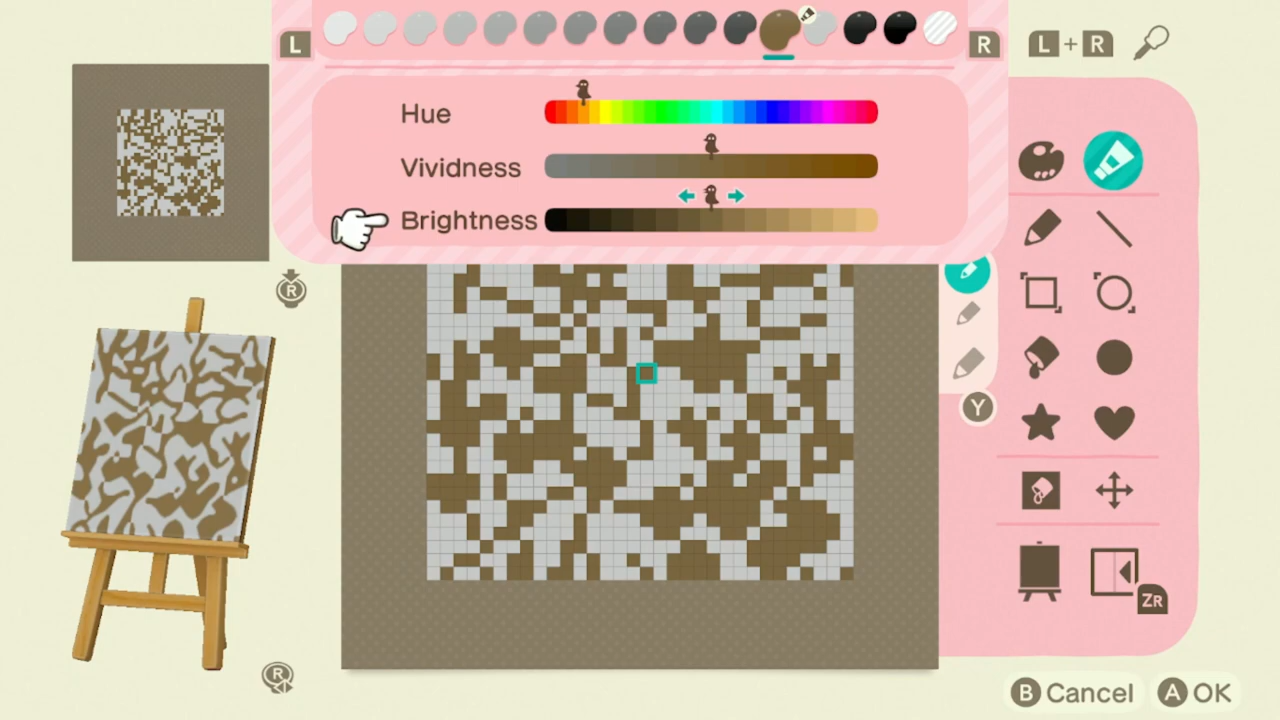 L
R
L + R
Hue
Vividness
Brightness
R
Y
ZR
R
B Cancel
A OK